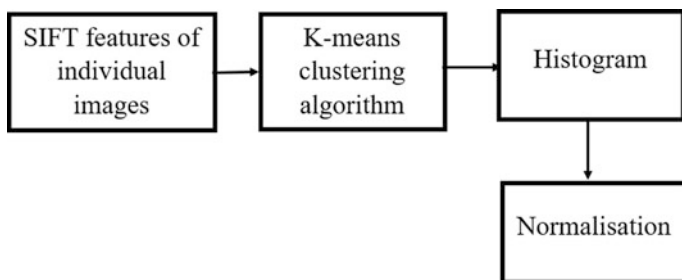 SIFT features of
individual
images
K-means
clustering
algorithm
Histogram
Normalisation